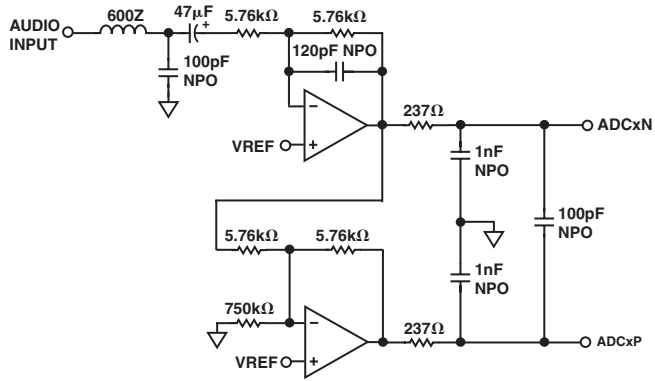 AUDIO
INPUT
600Z
47μF
+
5.76kΩ
5.76kΩ
100pF
NPO
120pF NPO
−
+
VREF
237Ω
ADCxN
1nF
NPO
100pF
NPO
1nF
NPO
5.76kΩ
5.76kΩ
750kΩ
−
+
VREF
237Ω
ADCxP